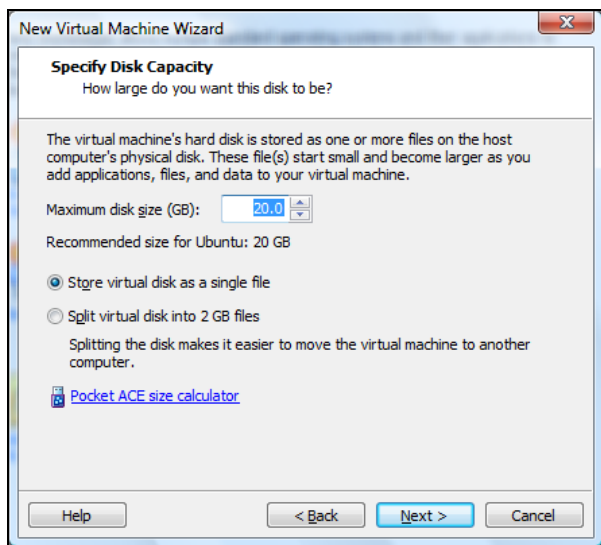 New Virtual Machine Wizard
Specify Disk Capacity
How large do you want this disk to be?
The virtual machine's hard disk is stored as one or more files on the host
computer's physical disk. These file(s) start small and become larger as you
add applications, files, and data to your virtual machine.
Maximum disk size (GB): 20.0
Recommended size for Ubuntu: 20 GB
Store virtual disk as a single file
Split virtual disk into 2 GB files
Splitting the disk makes it easier to move the virtual machine to another
computer.
Pocket ACE size calculator
Help < Back Next > Cancel